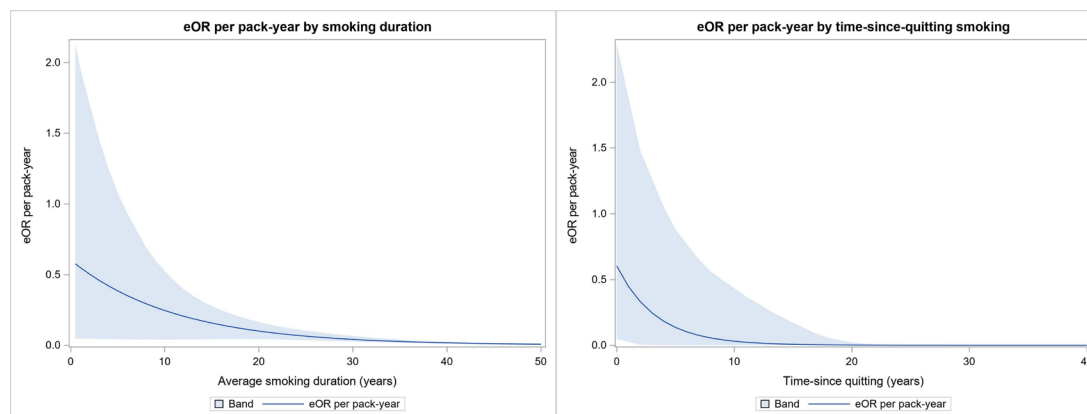 eOR per pack-year by smoking duration
eOR per pack-year
2.0
1.5
1.0
0.5
0.0
0 10 20 30 40 50
Average smoking duration (years)
Band eOR per pack-year
eOR per pack-year by time-since-quitting smoking
eOR per pack-year
2.0
1.5
1.0
0.5
0.0
0 10 20 30 40
Time-since quitting (years)
Band eOR per pack-year